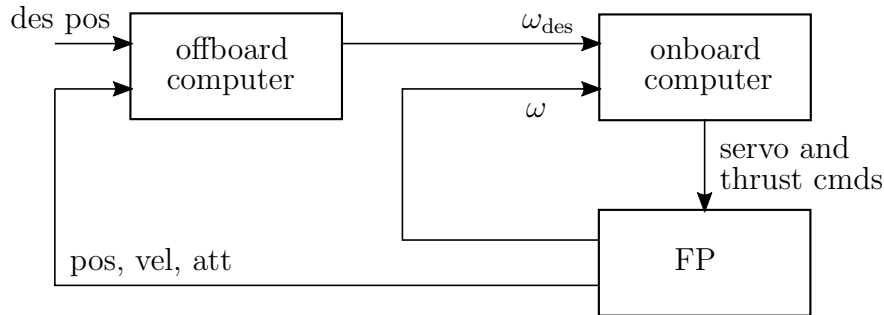 des pos
offboard
computer
ω_des
onboard
computer
ω
servo and
thrust cmds
pos, vel, att
FP